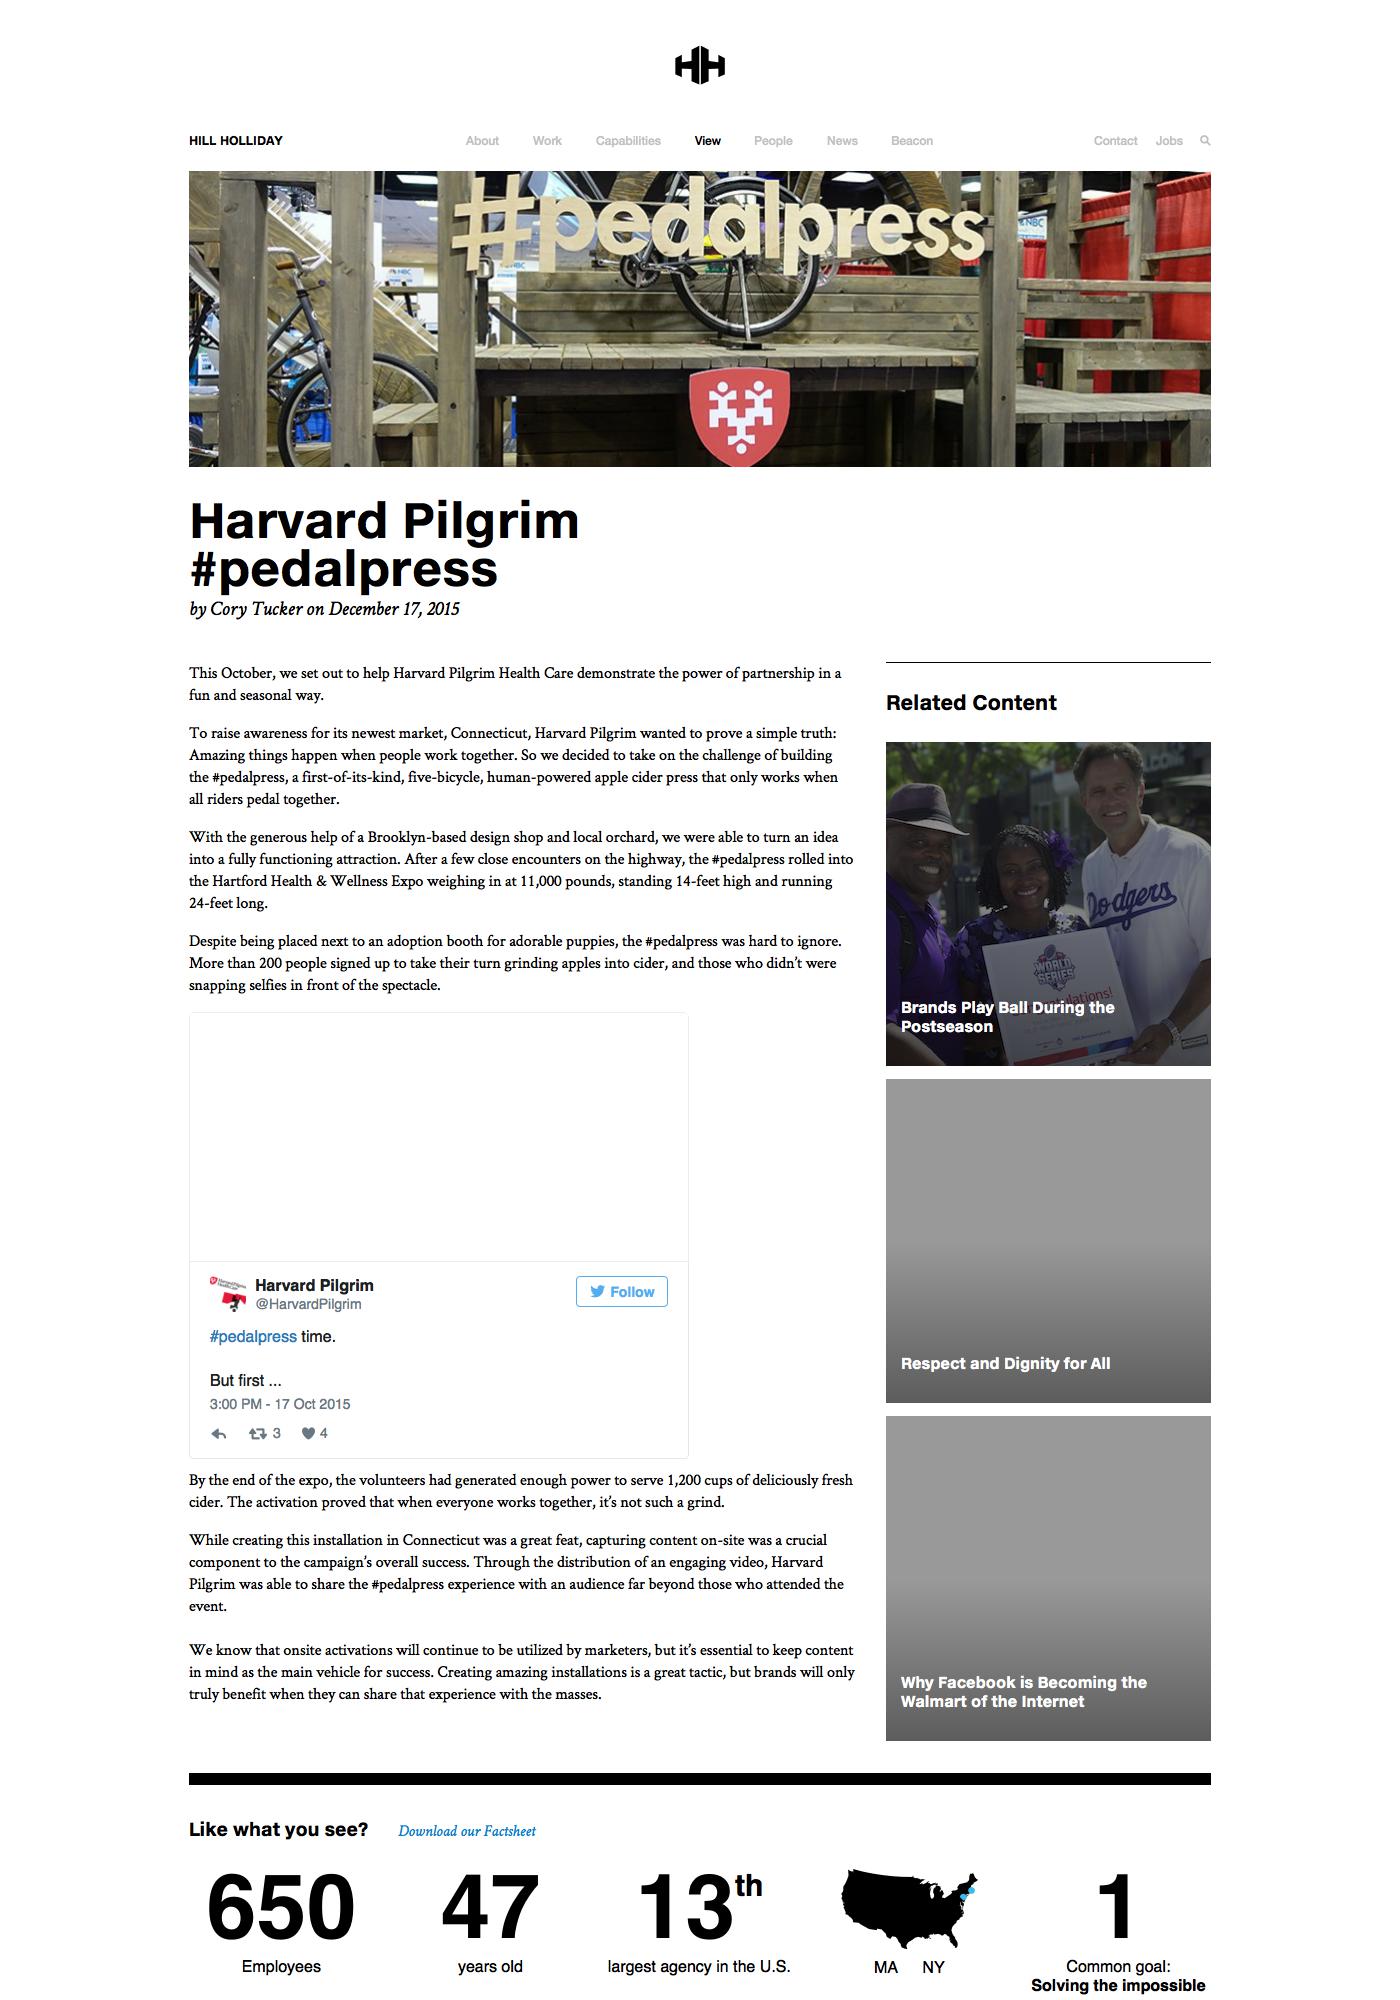 HH
HILL HOLLIDAY
About Work Capabilities View People News Beacon
Contact Jobs
#pedalpress
NBC
NBC
NBC
Harvard Pilgrim
#pedalpress
by Cory Tucker on December 17, 2015
This October, we set out to help Harvard Pilgrim Health Care demonstrate the power of partnership in a
fun and seasonal way.
To raise awareness for its newest market, Connecticut, Harvard Pilgrim wanted to prove a simple truth:
Amazing things happen when people work together. So we decided to take on the challenge of building
the #pedalpress, a first-of-its-kind, five-bicycle, human-powered apple cider press that only works when
all riders pedal together.
With the generous help of a Brooklyn-based design shop and local orchard, we were able to turn an idea
into a fully functioning attraction. After a few close encounters on the highway, the #pedalpress rolled into
the Hartford Health & Wellness Expo weighing in at 11,000 pounds, standing 14-feet high and running
24-feet long.
Despite being placed next to an adoption booth for adorable puppies, the #pedalpress was hard to ignore.
More than 200 people signed up to take their turn grinding apples into cider, and those who didn’t were
snapping selfies in front of the spectacle.
Harvard Pilgrim
@HarvardPilgrim
Follow
#pedalpress time.
But first ...
3:00 PM - 17 Oct 2015
3 4
By the end of the expo, the volunteers had generated enough power to serve 1,200 cups of deliciously fresh
cider. The activation proved that when everyone works together, it’s not such a grind.
While creating this installation in Connecticut was a great feat, capturing content on-site was a crucial
component to the campaign’s overall success. Through the distribution of an engaging video, Harvard
Pilgrim was able to share the #pedalpress experience with an audience far beyond those who attended the
event.
We know that onsite activations will continue to be utilized by marketers, but it’s essential to keep content
in mind as the main vehicle for success. Creating amazing installations is a great tactic, but brands will only
truly benefit when they can share that experience with the masses.
Related Content
Dodgers
WORLD
SERIES
Brands Play Ball During the
Postseason
Respect and Dignity for All
Why Facebook is Becoming the
Walmart of the Internet
Like what you see? Download our Factsheet
650
Employees
47
years old
13th
largest agency in the U.S.
MA NY
1
Common goal:
Solving the impossible